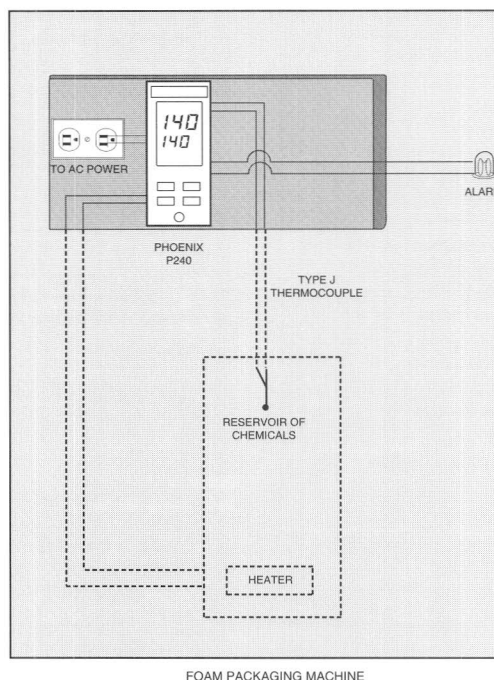 140
140
TO AC POWER
ALAR
PHOENIX
P240
TYPE J
THERMOCOUPLE
RESERVOIR OF
CHEMICALS
HEATER
FOAM PACKAGING MACHINE